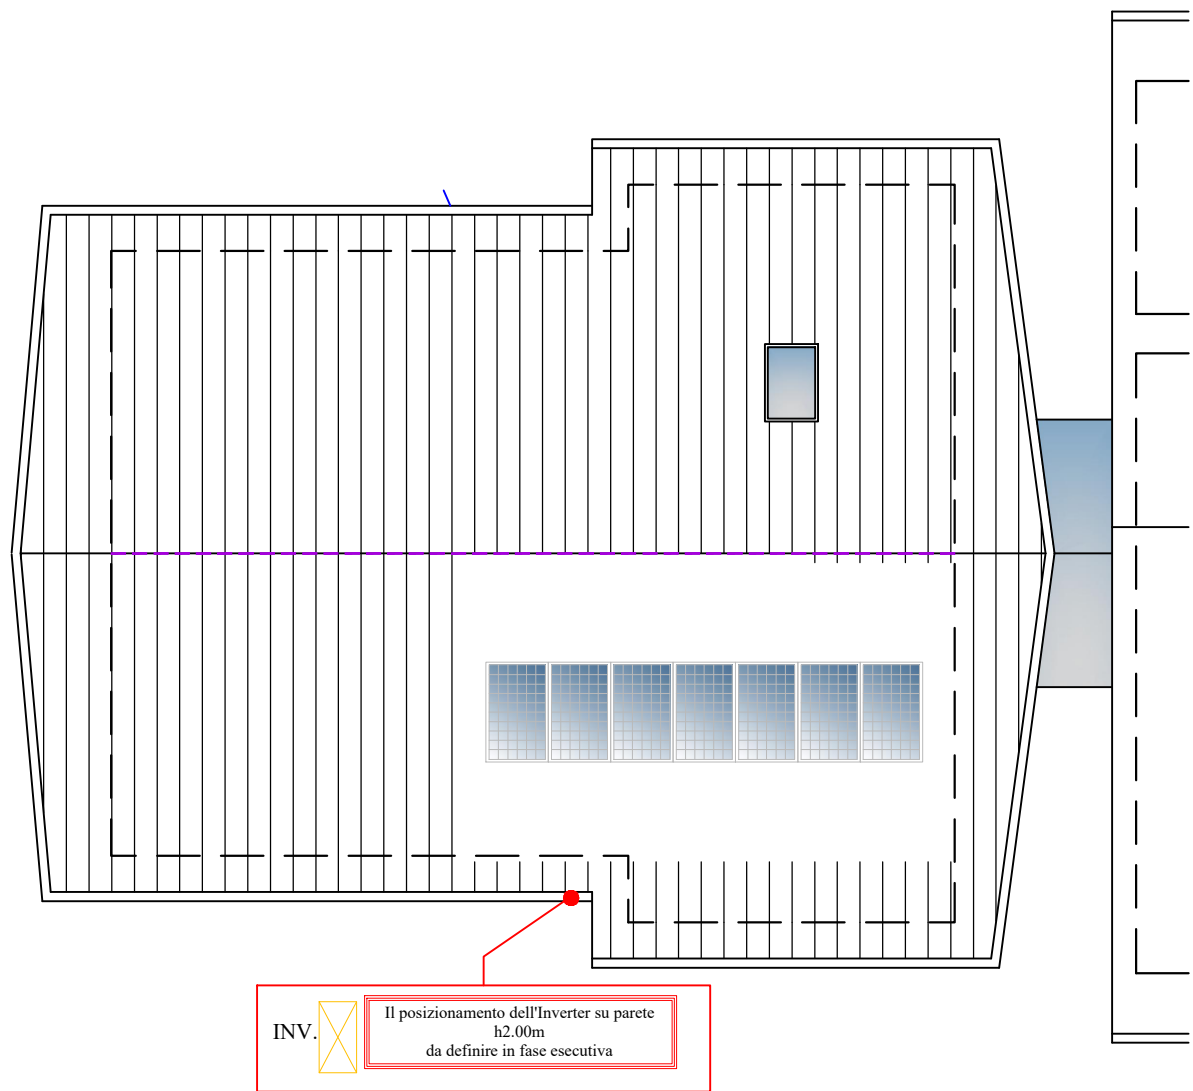 INV.
Il posizionamento dell'Inverter su parete
h2.00m
da definire in fase esecutiva